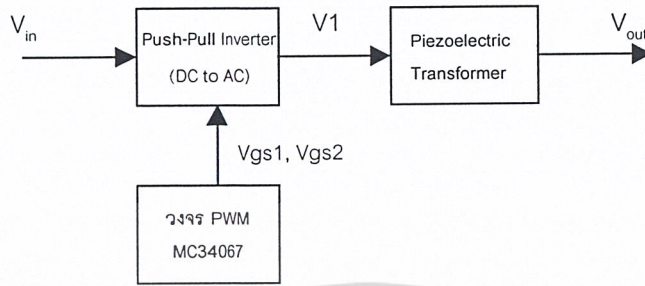 V_in
Push-Pull Inverter
(DC to AC)
V1
Piezoelectric
Transformer
V_out
Vgs1, Vgs2
วงจร PWM
MC34067